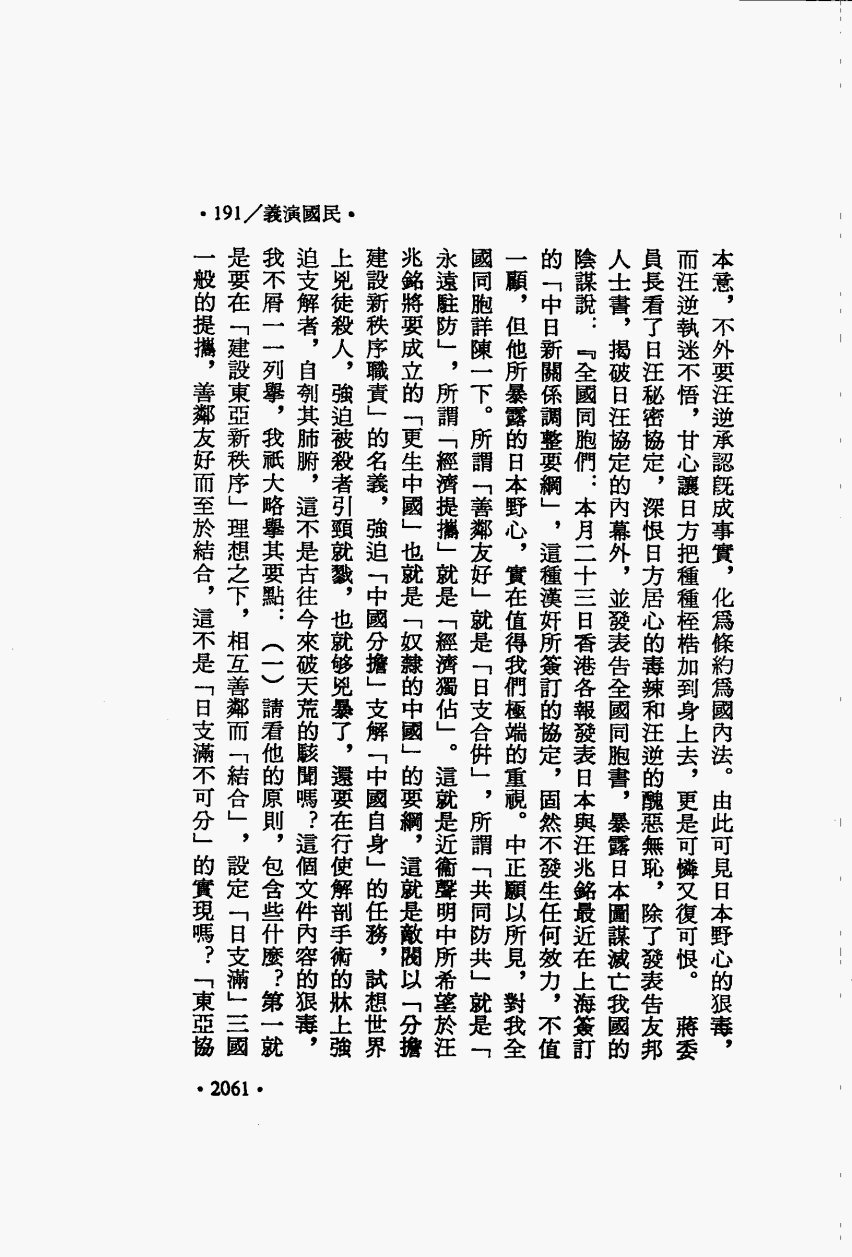 •191／義演國民•
本意，不外要汪逆承認旣成事實，化爲條約爲國內法。由此可見日本野心的狠毒，
而汪逆執迷不悟，甘心讓日方把種種桎梏加到身上去，更是可憐又復可恨。　蔣委
員長看了日汪秘密協定，深恨日方居心的毒辣和汪逆的醜惡無恥，除了發表告友邦
人士書，揭破日汪協定的內幕外，並發表告全國同胞書，暴露日本圖謀滅亡我國的
陰謀說：『全國同胞們：本月二十三日香港各報發表日本與汪兆銘最近在上海簽訂
的「中日新關係調整要綱」，這種漢奸所簽訂的協定，固然不發生任何效力，不值
一顧，但他所暴露的日本野心，實在值得我們極端的重視。中正願以所見，對我全
國同胞詳陳一下。所謂「善鄰友好」就是「日支合併」，所謂「共同防共」就是「
永遠駐防」，所謂「經濟提攜」就是「經濟獨佔」。這就是近衞聲明中所希望於汪
兆銘將要成立的「更生中國」也就是「奴隸的中國」的要綱，這就是敵閥以「分擔
建設新秩序職責」的名義，強迫「中國分擔」支解「中國自身」的任務，試想世界
上兇徒殺人，強迫被殺者引頸就戮，也就够兇暴了，還要在行使解剖手術的牀上強
迫支解者，自刳其肺腑，這不是古往今來破天荒的駭聞嗎？這個文件內容的狠毒，
我不屑一一列舉，我祇大略擧其要點：（一）請看他的原則，包含些什麼？第一就
是要在「建設東亞新秩序」理想之下，相互善鄰而「結合」，設定「日支滿」三國
一般的提攜，善鄰友好而至於結合，這不是「日支滿不可分」的實現嗎？「東亞協
•2061•